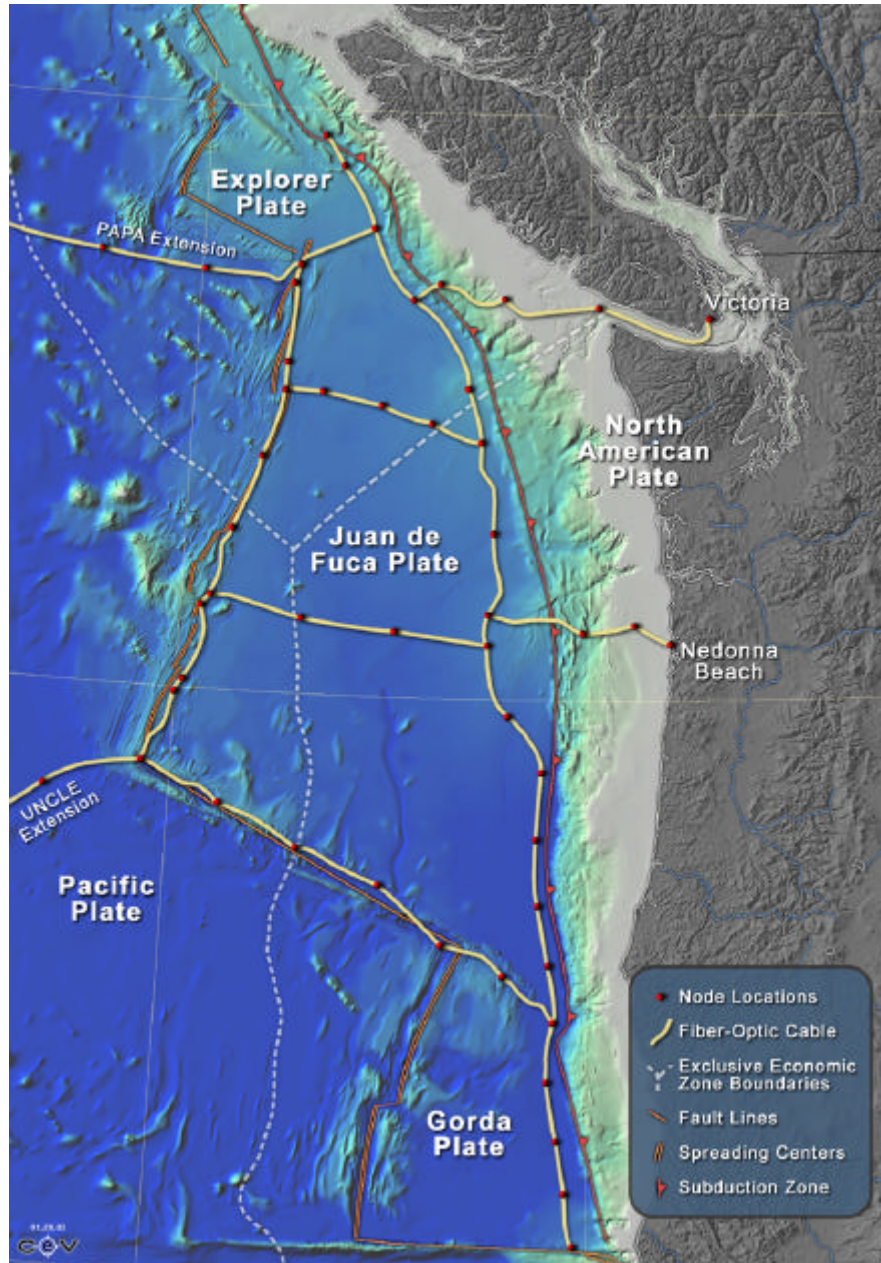 Explorer
Plate
PAPA Extension
Victoria
North
American
Plate
Juan de
Fuca Plate
Nedonna
Beach
UNCLE
Extension
Pacific
Plate
Gorda
Plate
Node Locations
Fiber-Optic Cable
Exclusive Economic
Zone Boundaries
Fault Lines
Spreading Centers
Subduction Zone
CEV